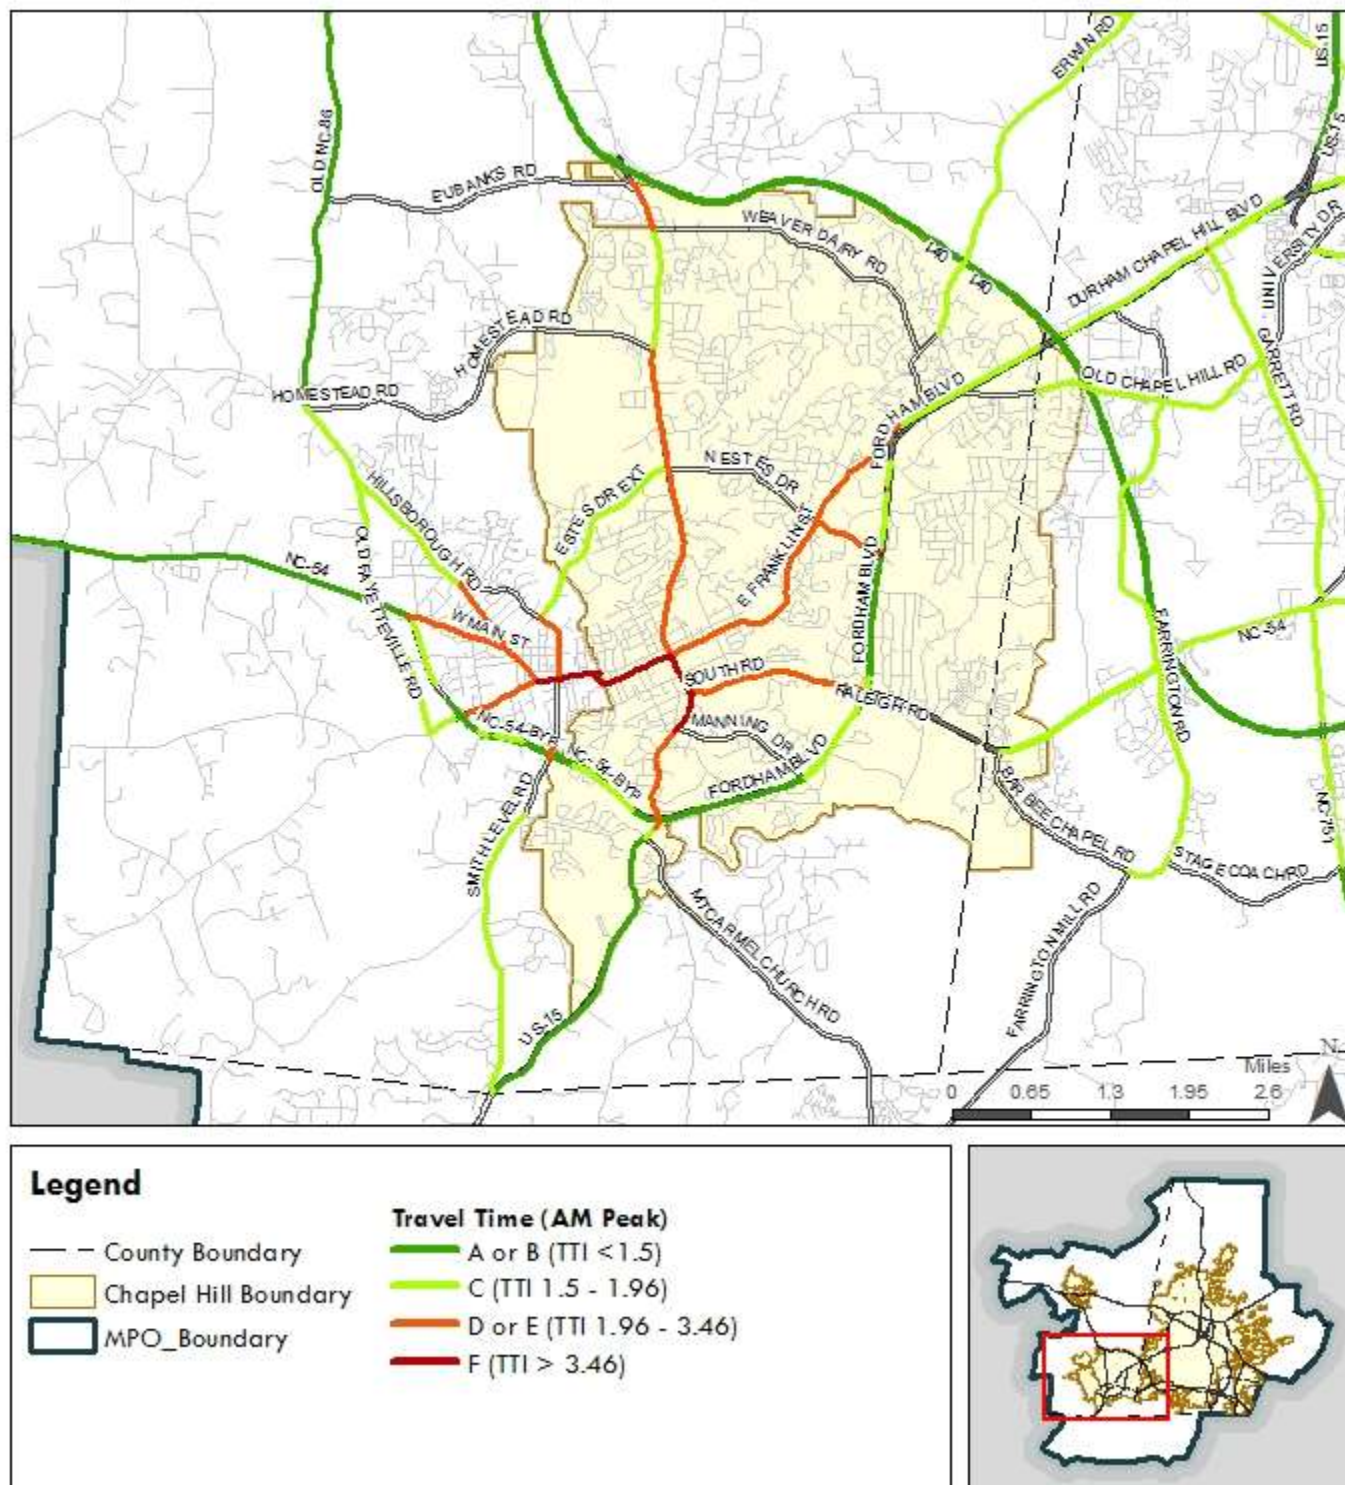 ERWIN RD
US-15
OLD NC-86
US-15
EUBANKS RD
WEAVER DAIRY RD
DURHAM CHAPEL HILL BLVD
UNIVERSITY DR
I-40
I-40
HOMESTEAD RD
HOMESTEAD RD
FORDHAM BLVD
OLD CHAPEL HILL RD
GARRETT RD
N ESTES DR
ESTES DR EXT
HILLSBOROUGH RD
OLD FAYETTEVILLE RD
NC-54
E FRANKLIN ST
FORDHAM BLVD
W MAIN ST
FARRINGTON RD
NC-54
SOUTH RD
RALEIGH RD
MANNING DR
NC-54-BYP
NC-54-BYP
FORDHAM BLVD
SMITH LEVEL RD
BARBEE CHAPEL RD
NC-751
STAGECOACH RD
MT CARMEL CHURCH RD
FARRINGTON MILL RD
US-15
N
Miles
0 0.65 1.3 1.95 2.6
Legend
County Boundary
Chapel Hill Boundary
MPO_Boundary
Travel Time (AM Peak)
A or B (TTI <1.5)
C (TTI 1.5 - 1.96)
D or E (TTI 1.96 - 3.46)
F (TTI > 3.46)